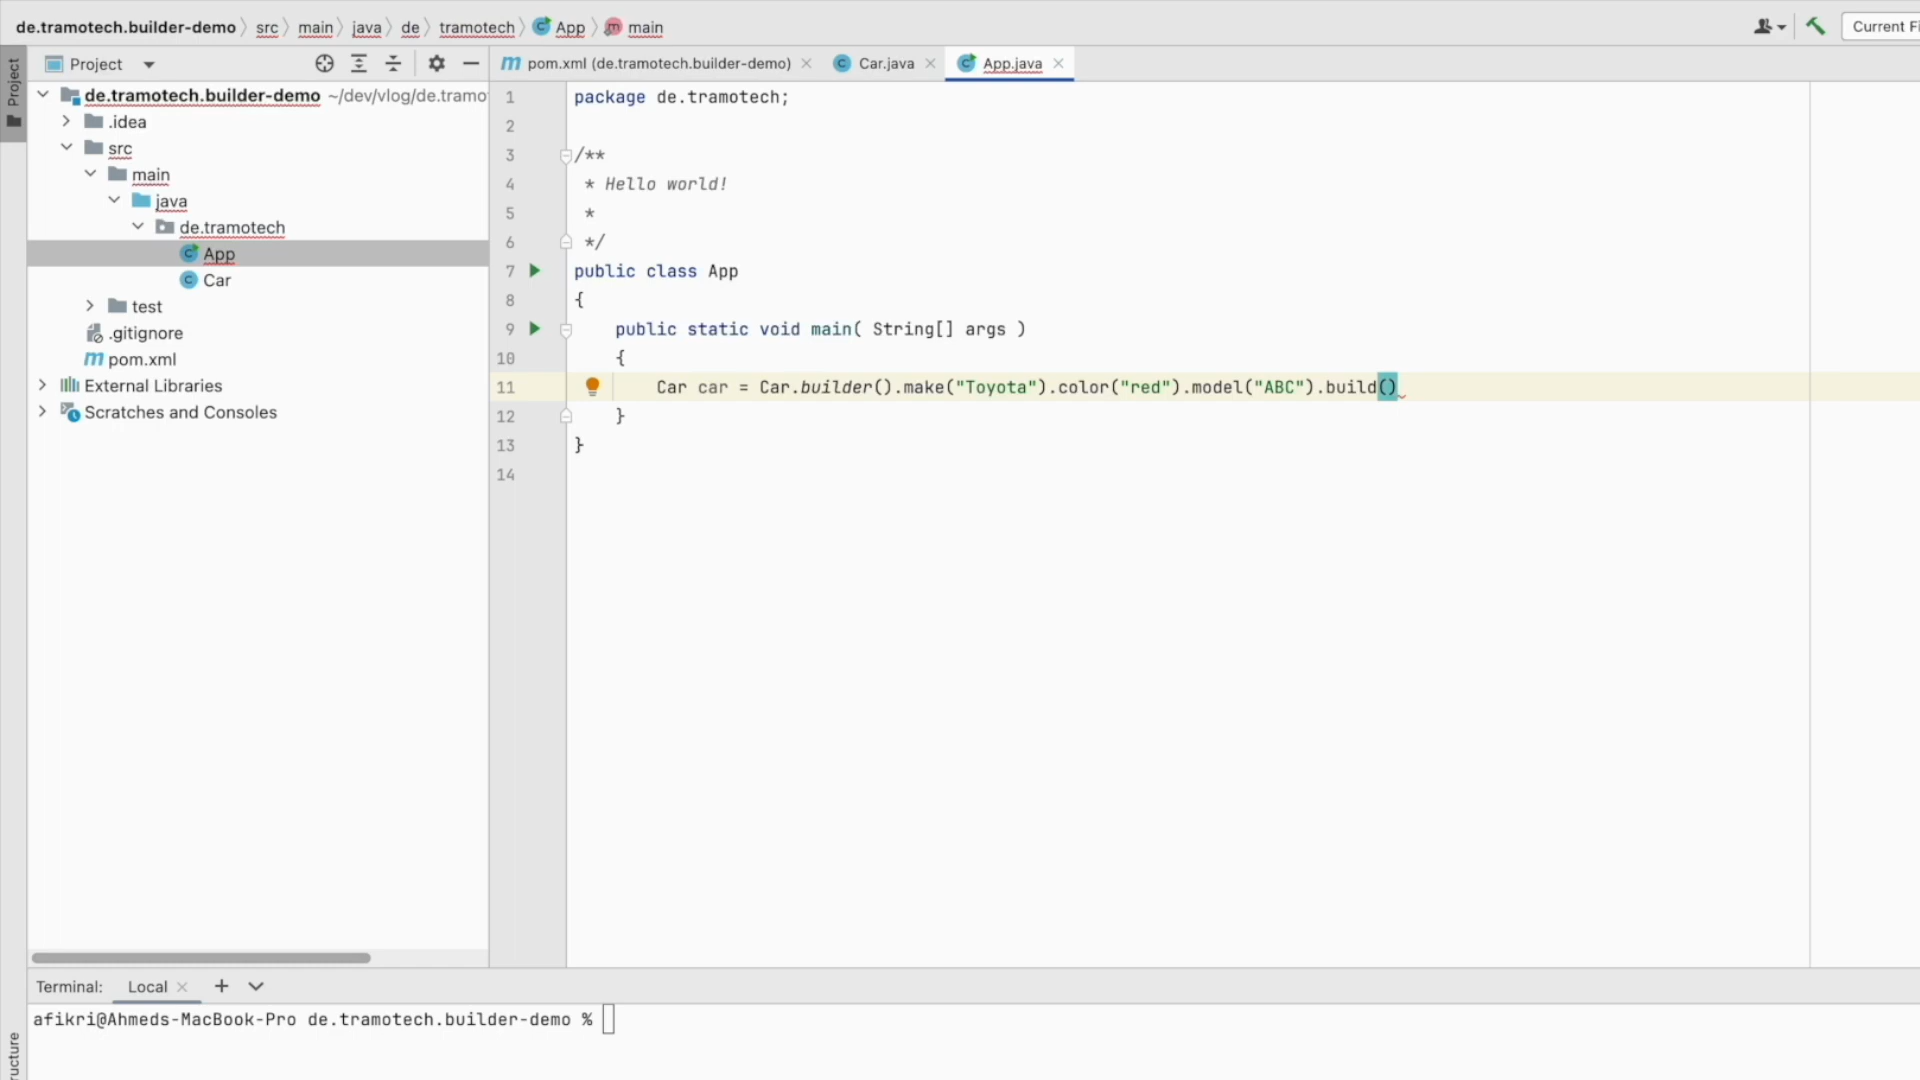 de.tramotech.builder-demo src main java de tramotech App main
Current Fi
Project
Project
pom.xml (de.tramotech.builder-demo)
Car.java
App.java
de.tramotech.builder-demo ~/dev/vlog/de.tramo
.idea
src
main
java
de.tramotech
App
Car
test
.gitignore
pom.xml
External Libraries
Scratches and Consoles
1 package de.tramotech;
2
3 /**
4 * Hello world!
5 *
6 */
7 public class App
8 {
9 public static void main( String[] args )
10 {
11 Car car = Car.builder().make("Toyota").color("red").model("ABC").build()
12 }
13 }
14
Terminal: Local
afikri@Ahmeds-MacBook-Pro de.tramotech.builder-demo %
ructure